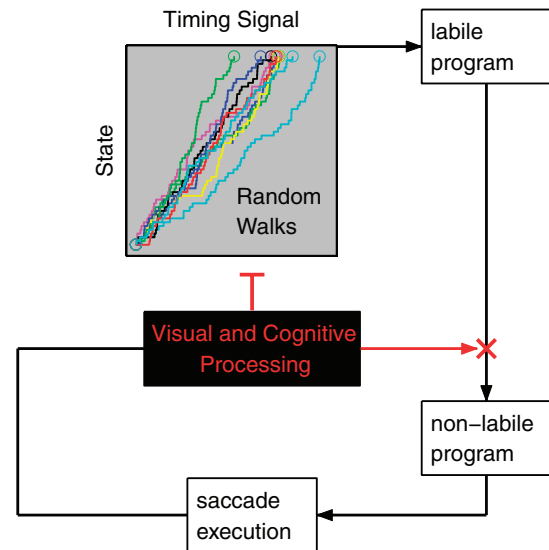 Timing Signal
labile
program
State
Random
Walks
Visual and Cognitive
Processing
non−labile
program
saccade
execution